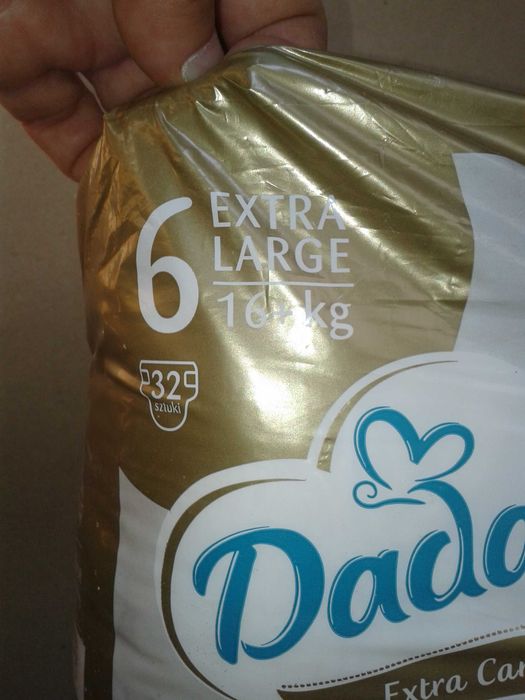 6
EXTRA
LARGE
16+ kg
32
sztuki
Dada
Extra Car